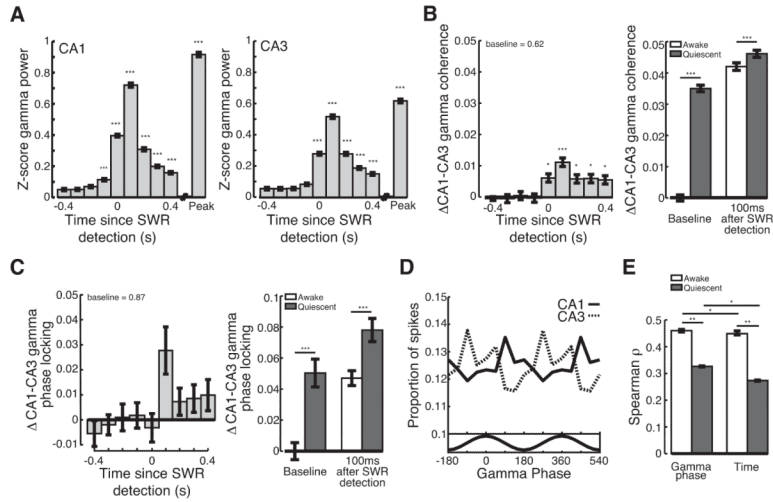 A
CA1
Z-score gamma power
1
0.8
0.6
0.4
0.2
0
***
***
***
***
***
***
***
-0.4
0
0.4
Peak
Time since SWR
detection (s)
CA3
Z-score gamma power
1
0.8
0.6
0.4
0.2
0
***
***
***
***
***
***
-0.4
0
0.4
Peak
Time since SWR
detection (s)
B
baseline = 0.62
ΔCA1-CA3 gamma coherence
0.05
0.04
0.03
0.02
0.01
0
*
***
*
*
*
-0.4
0
0.4
Time since SWR
detection (s)
Awake
Quiescent
ΔCA1-CA3 gamma coherence
0.05
0.04
0.03
0.02
0.01
0
***
***
Baseline
100ms
after SWR
detection
C
baseline = 0.87
Δ CA1-CA3 gamma
phase locking
0.05
0.04
0.03
0.02
0.01
0
-0.01
-0.4
0
0.4
Time since SWR
detection (s)
Awake
Quiescent
Δ CA1-CA3 gamma
phase locking
0.1
0.08
0.06
0.04
0.02
0
***
***
Baseline
100ms
after SWR
detection
D
CA1
CA3
Proportion of spikes
0.15
0.14
0.13
0.12
0.11
0.1
-180
0
180
360
540
Gamma Phase
E
Awake
Quiescent
Spearman ρ
0.5
0.4
0.3
0.2
0.1
0
*
*
**
**
Gamma
phase
Time